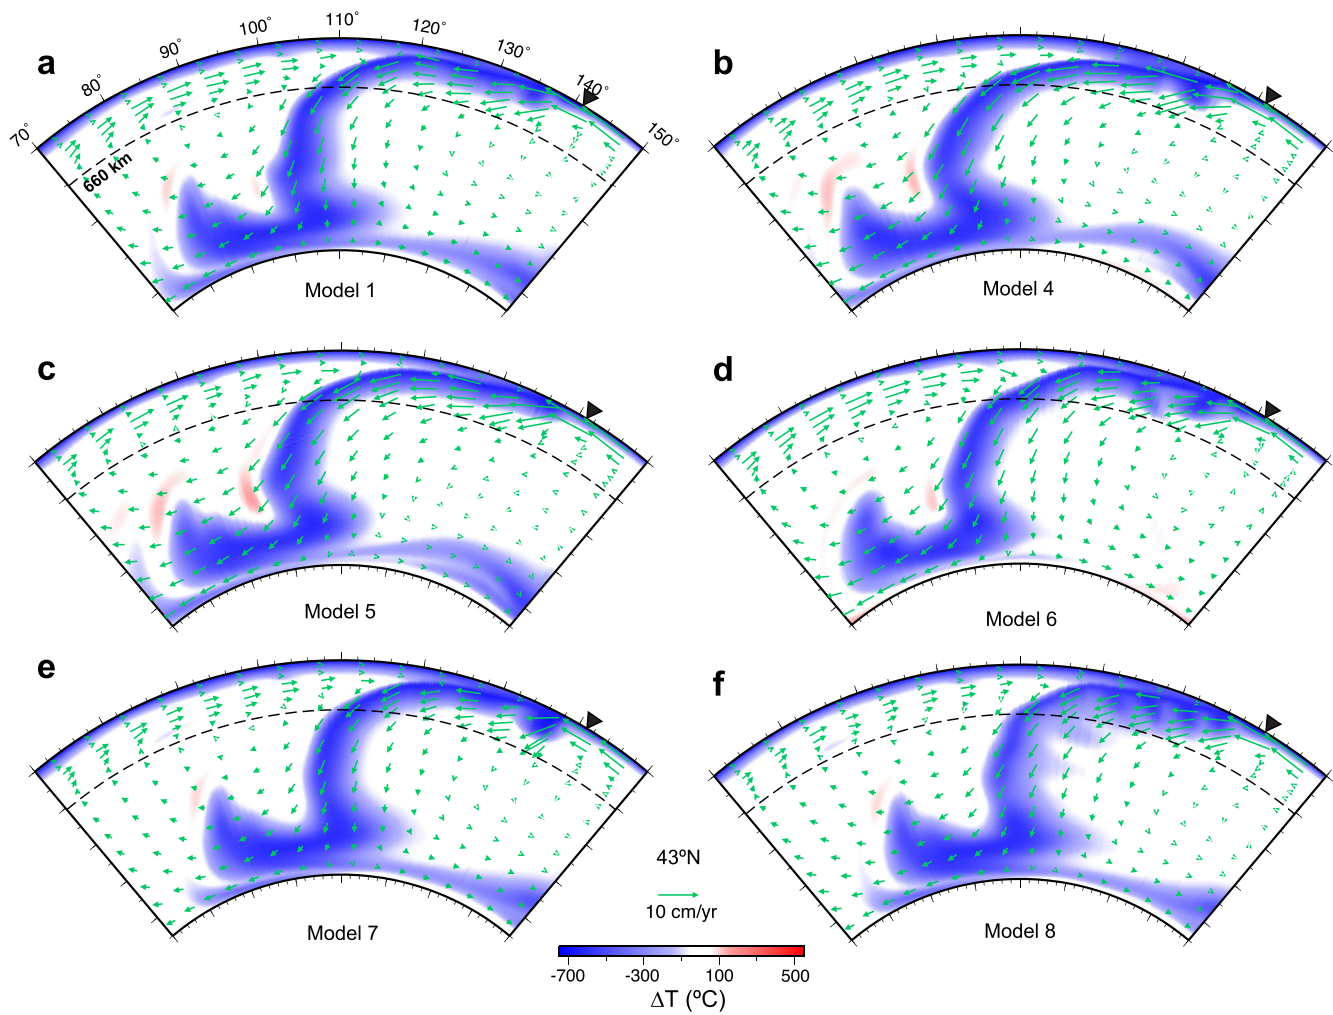 a
70°
80°
90°
100°
110°
120°
130°
140°
150°
660 km
Model 1
b
Model 4
c
Model 5
d
Model 6
e
Model 7
f
Model 8
43ºN
10 cm/yr
-700 -300 100 500
ΔT (ºC)